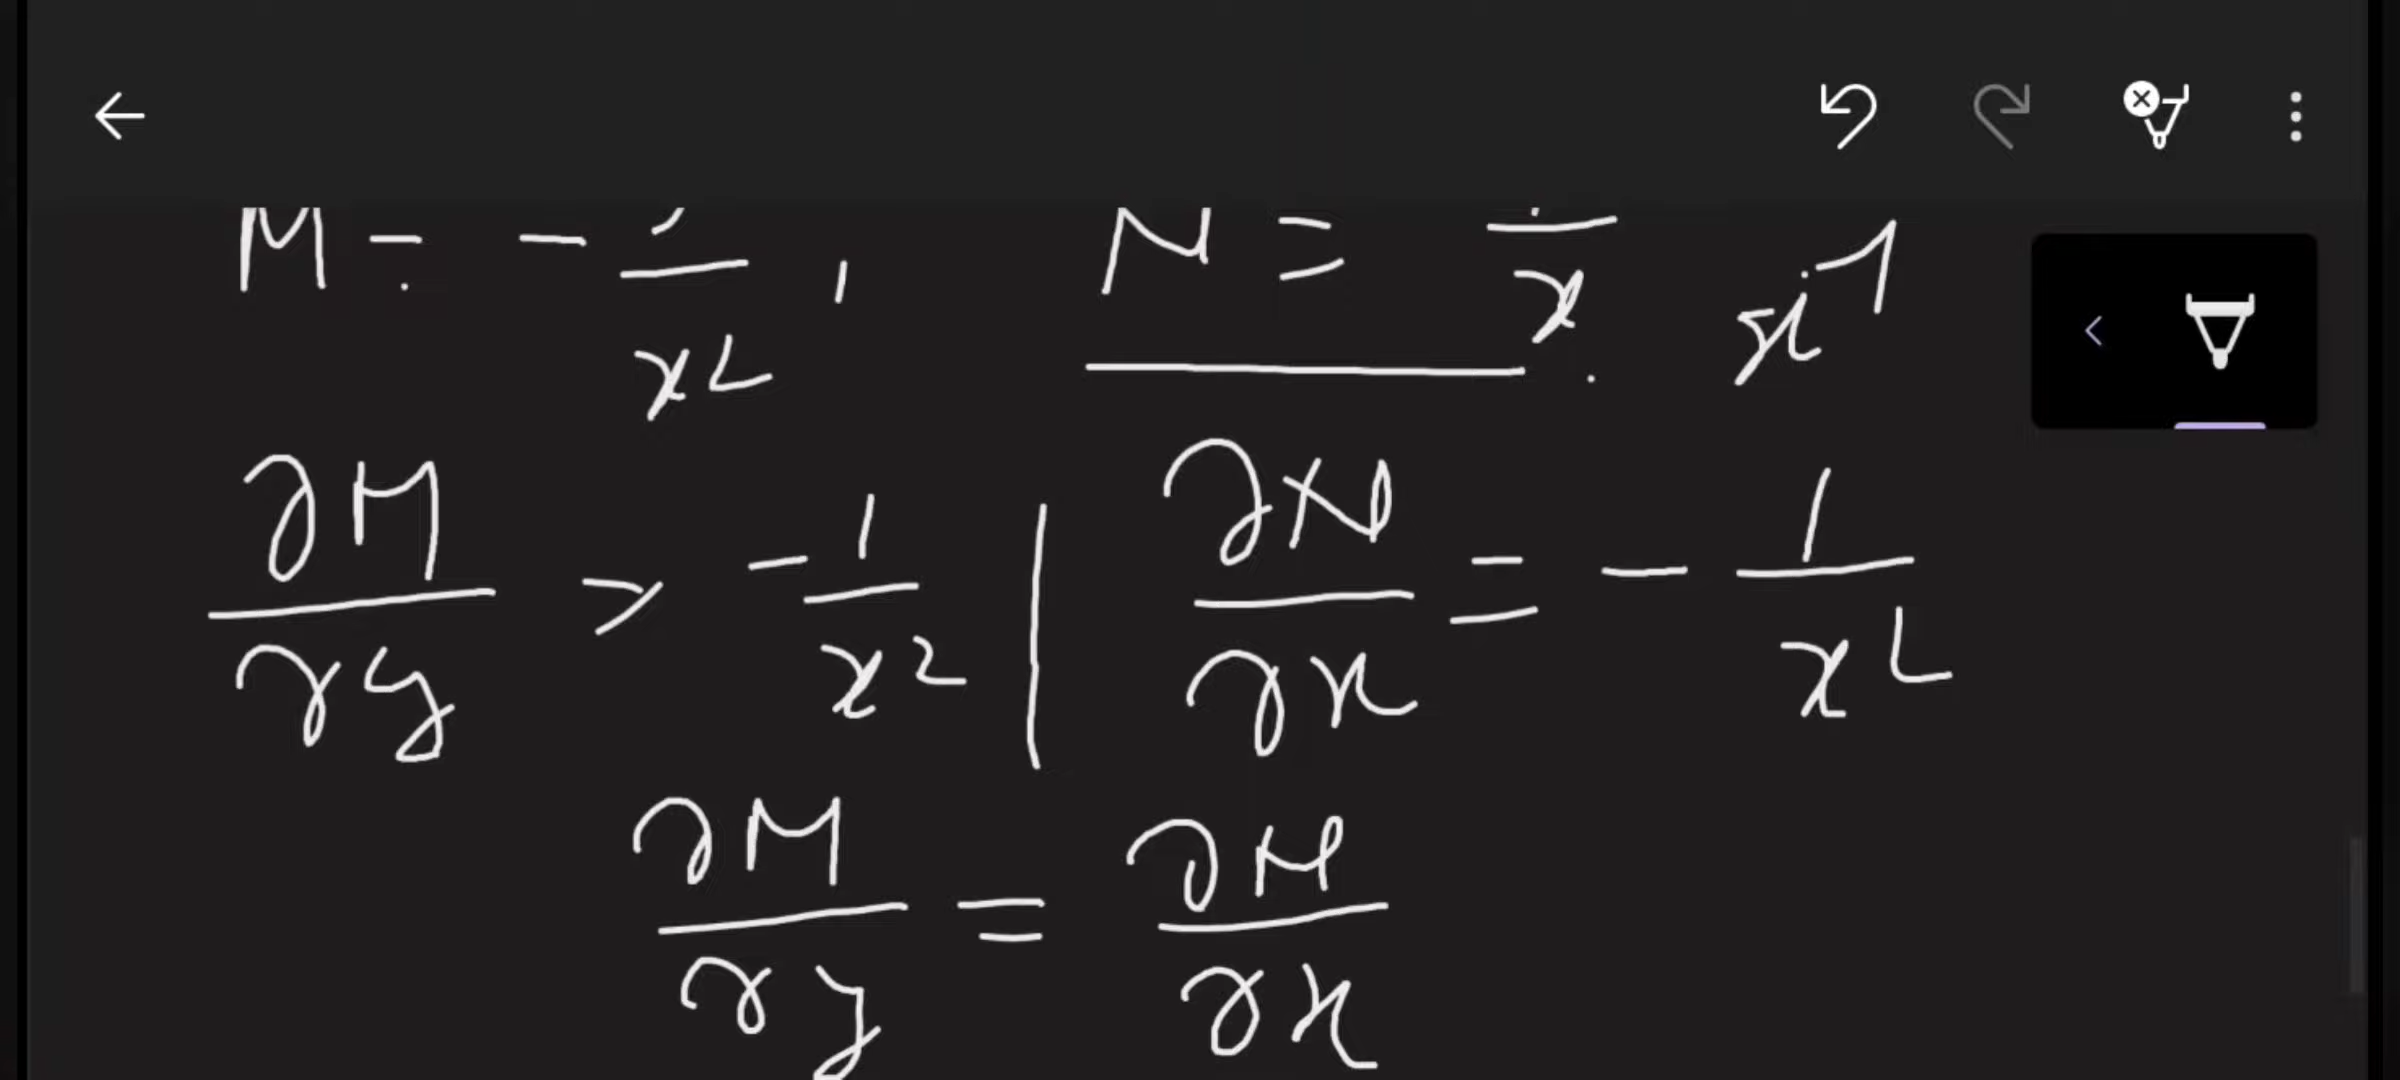 M = - y/x², N = 1/x x⁻¹
∂M/∂y = -1/x² | ∂N/∂x = - 1/x²
∂M/∂y = ∂N/∂x